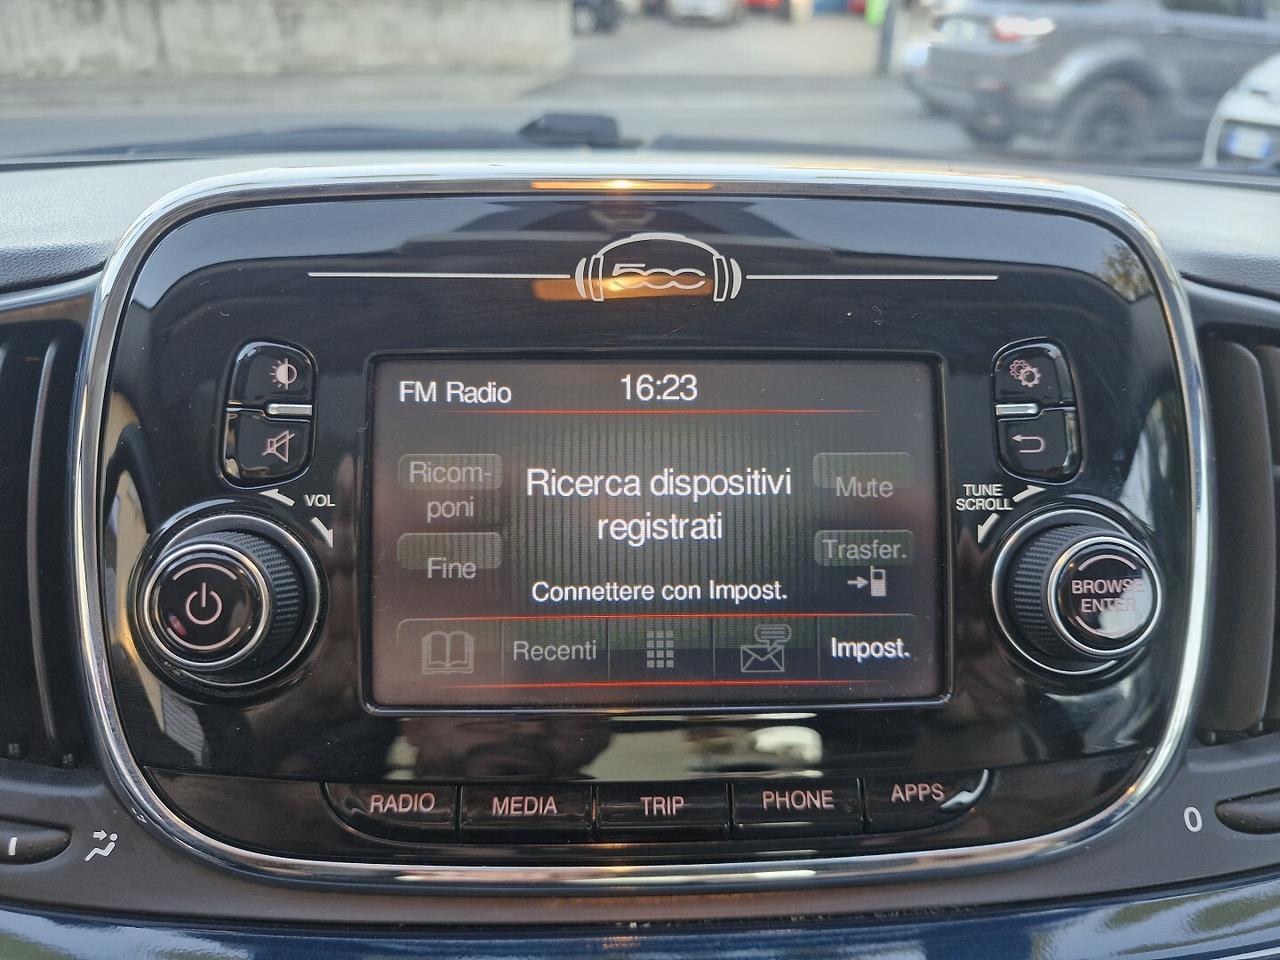 500
FM Radio
16:23
Ricom-
poni
Ricerca dispositivi
registrati
Mute
Fine
Trasfer.
Connettere con Impost.
Recenti
Impost.
VOL
TUNE
SCROLL
BROWSE
ENTER
RADIO
MEDIA
TRIP
PHONE
APPS
0